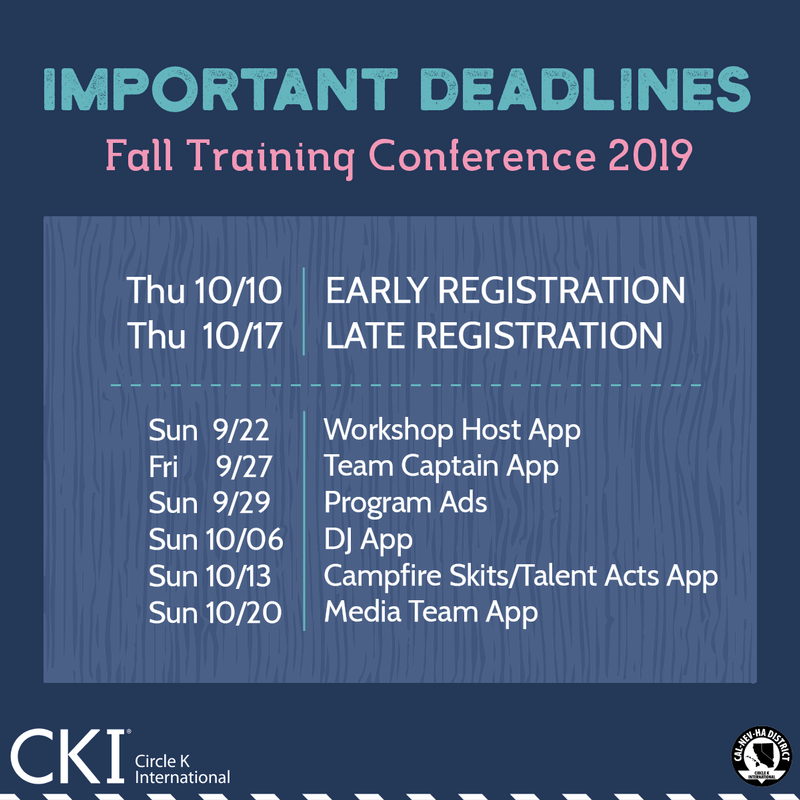 IMPORTANT DEADLINES
Fall Training Conference 2019
Thu 10/10 EARLY REGISTRATION
Thu 10/17 LATE REGISTRATION
Sun 9/22 Workshop Host App
Fri 9/27 Team Captain App
Sun 9/29 Program Ads
Sun 10/06 DJ App
Sun 10/13 Campfire Skits/Talent Acts App
Sun 10/20 Media Team App
CKI®
Circle K
International
CAL-NEV-HA DISTRICT
CIRCLE K
INTERNATIONAL